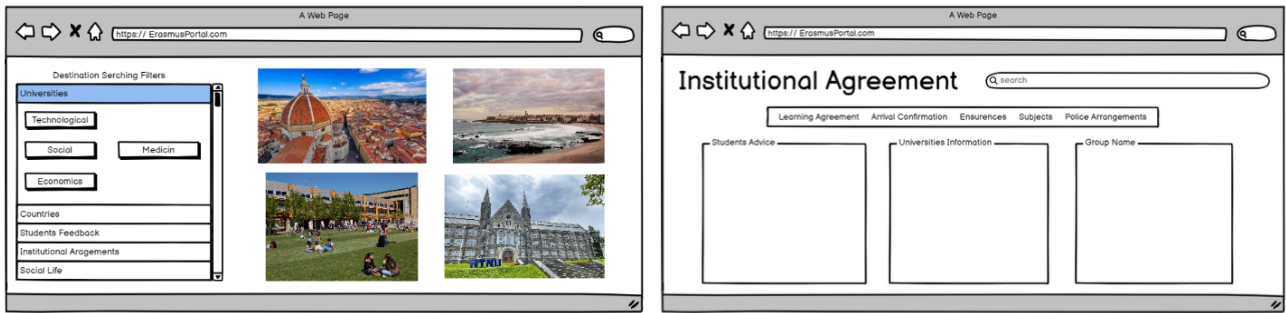 A Web Page
https:// ErasmusPortal.com
Destination Serching Filters
Universities
Technological
Social
Medicin
Economics
Countries
Students Feedback
Institutional Aragements
Social Life
NTNU
A Web Page
https:// ErasmusPortal.com
Institutional Agreement
search
Learning Agreement Arrival Confirmation Ensurences Subjects Police Arrangements
Students Advice
Universities Information
Group Name